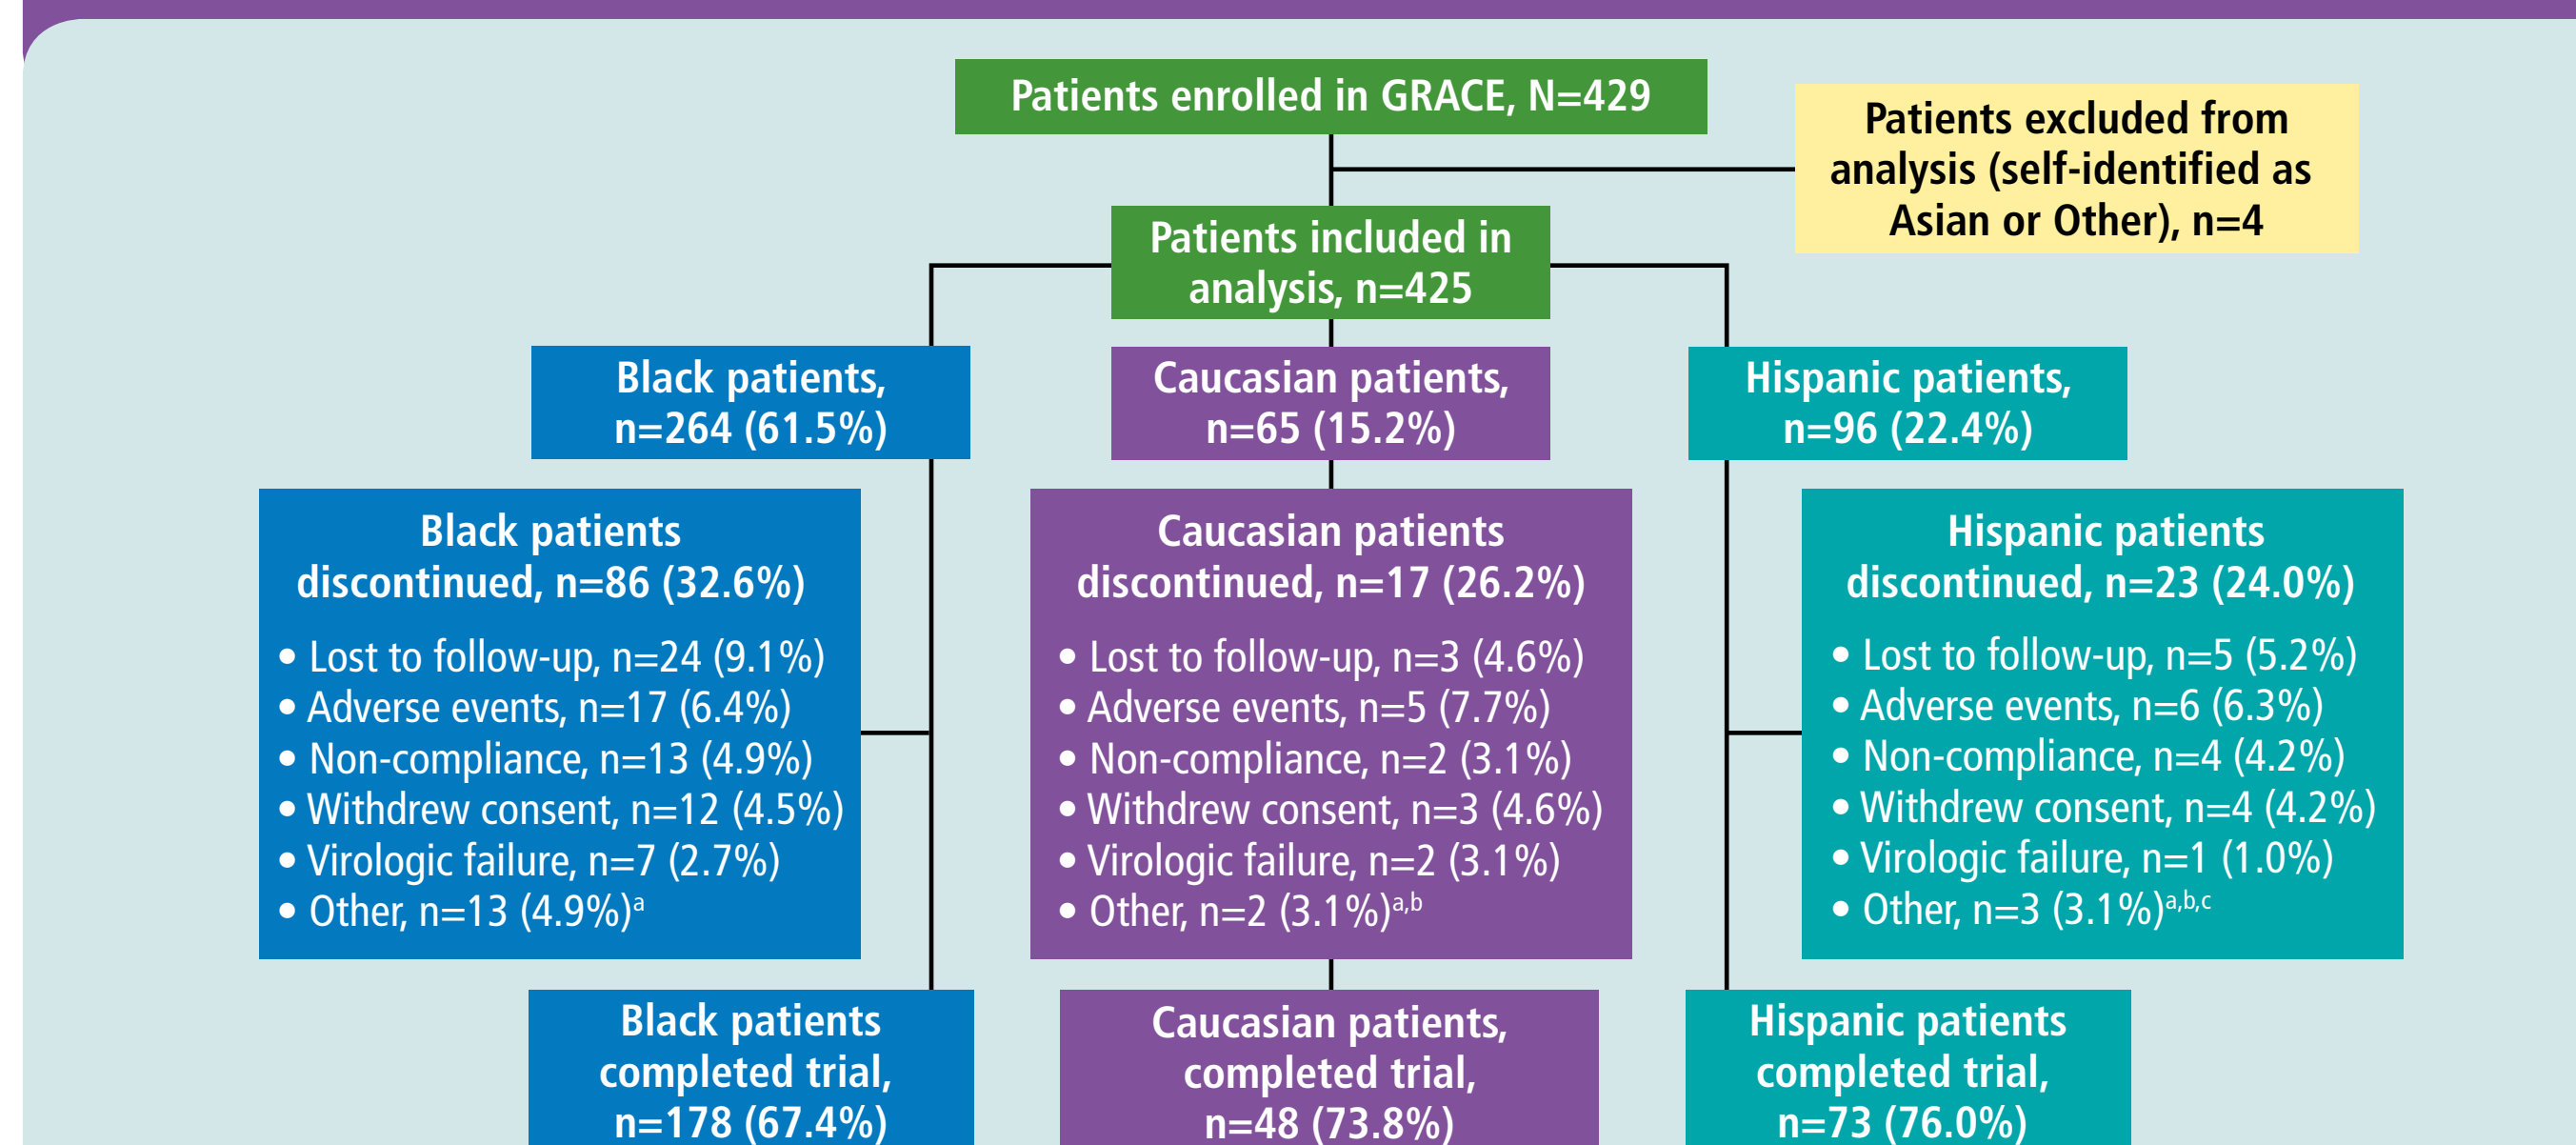 Patients enrolled in GRACE, N=429
Patients excluded from
analysis (self-identified as
Asian or Other), n=4
Patients included in
analysis, n=425
Black patients,
n=264 (61.5%)
Caucasian patients,
n=65 (15.2%)
Hispanic patients,
n=96 (22.4%)
Black patients
discontinued, n=86 (32.6%)
• Lost to follow-up, n=24 (9.1%)
• Adverse events, n=17 (6.4%)
• Non-compliance, n=13 (4.9%)
• Withdrew consent, n=12 (4.5%)
• Virologic failure, n=7 (2.7%)
• Other, n=13 (4.9%)a
Caucasian patients
discontinued, n=17 (26.2%)
• Lost to follow-up, n=3 (4.6%)
• Adverse events, n=5 (7.7%)
• Non-compliance, n=2 (3.1%)
• Withdrew consent, n=3 (4.6%)
• Virologic failure, n=2 (3.1%)
• Other, n=2 (3.1%)a,b
Hispanic patients
discontinued, n=23 (24.0%)
• Lost to follow-up, n=5 (5.2%)
• Adverse events, n=6 (6.3%)
• Non-compliance, n=4 (4.2%)
• Withdrew consent, n=4 (4.2%)
• Virologic failure, n=1 (1.0%)
• Other, n=3 (3.1%)a,b,c
Black patients
completed trial,
n=178 (67.4%)
Caucasian patients,
completed trial,
n=48 (73.8%)
Hispanic patients
completed trial,
n=73 (76.0%)